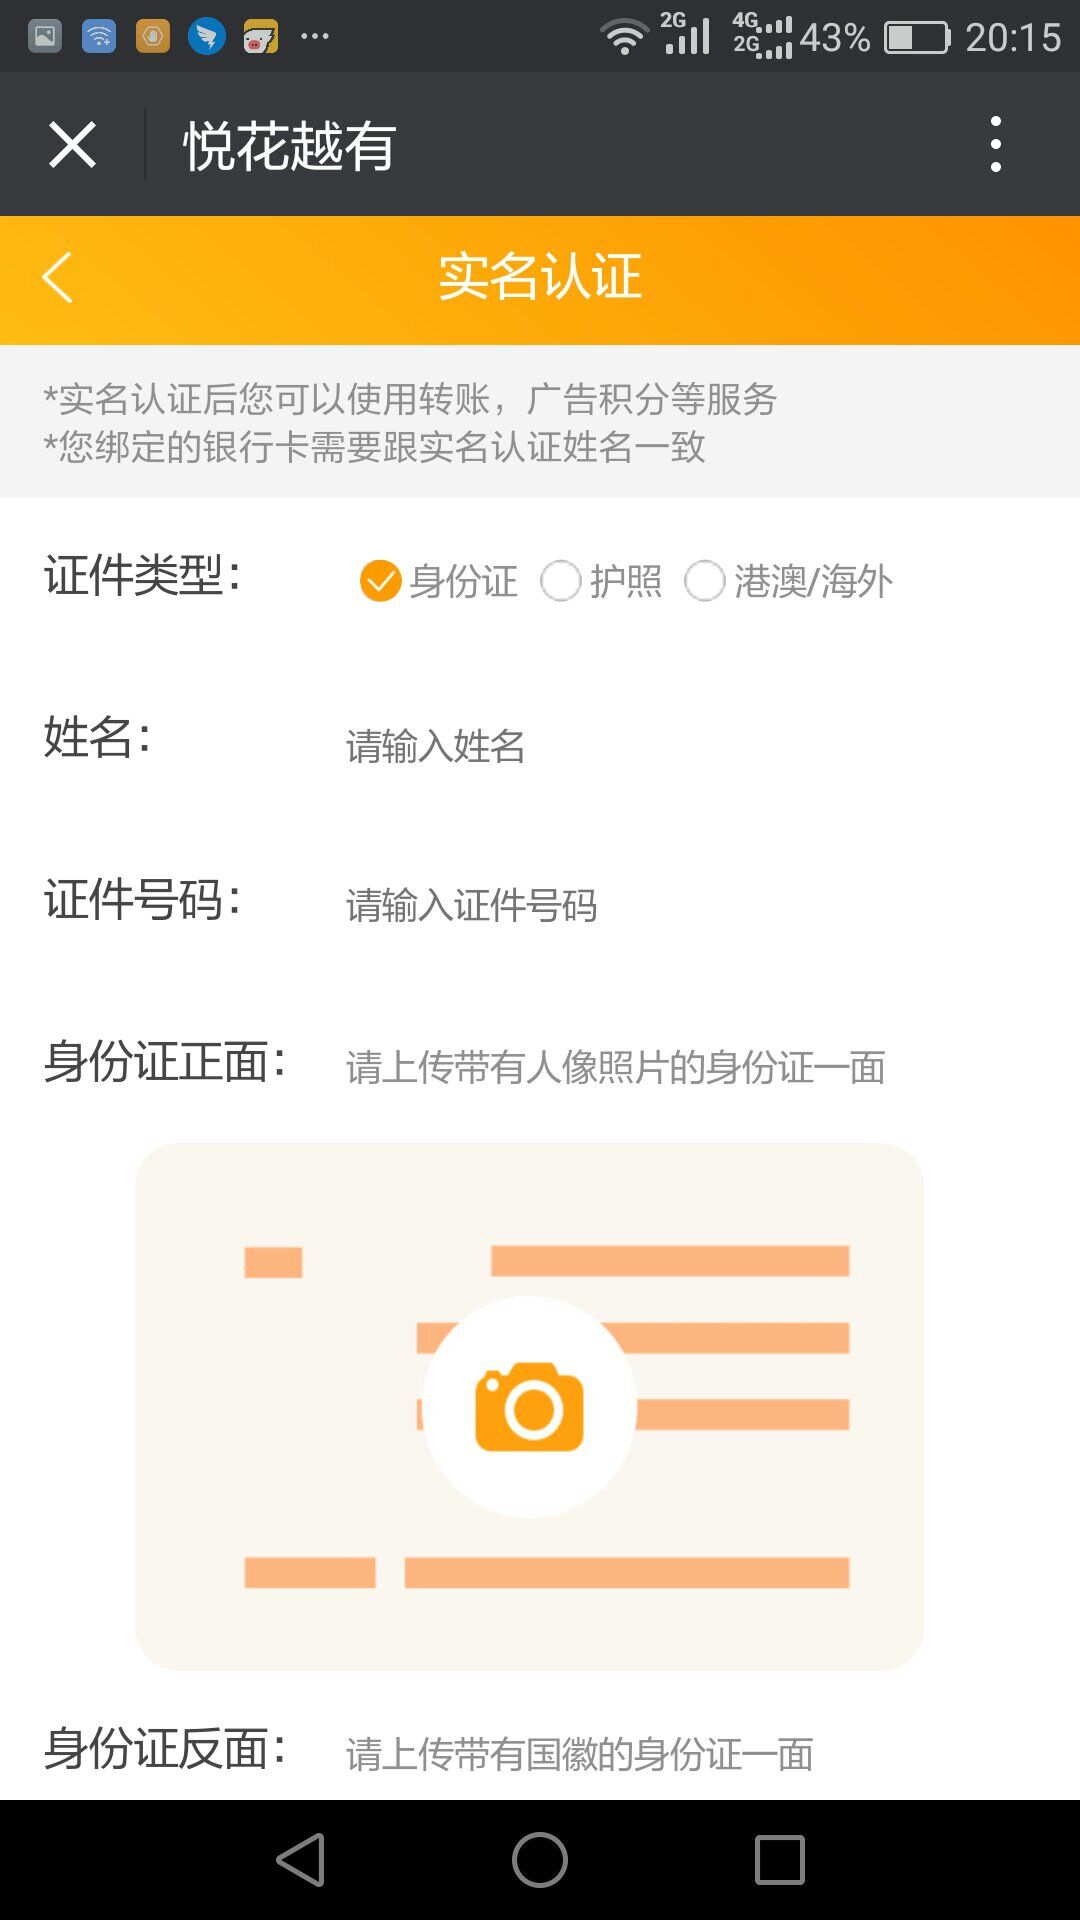 2G 4G 2G 43% 20:15
悦花越有
实名认证
*实名认证后您可以使用转账，广告积分等服务
*您绑定的银行卡需要跟实名认证姓名一致
证件类型： 身份证 护照 港澳/海外
姓名： 请输入姓名
证件号码： 请输入证件号码
身份证正面： 请上传带有人像照片的身份证一面
身份证反面： 请上传带有国徽的身份证一面